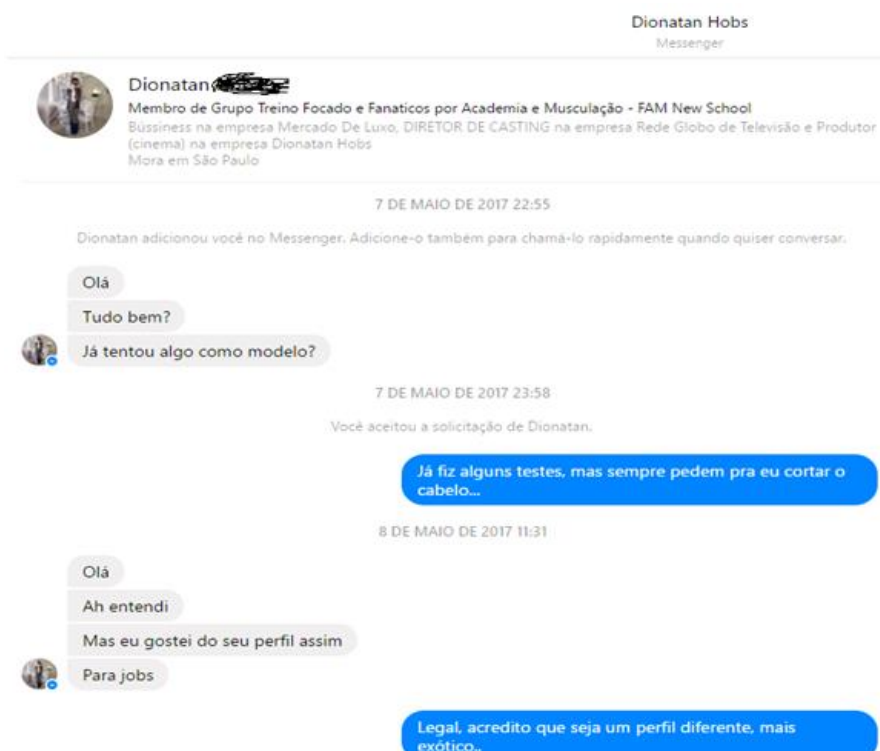 Dionatan Hobs
Messenger
Dionatan
Membro de Grupo Treino Focado e Fanaticos por Academia e Musculação - FAM New School
Bussiness na empresa Mercado De Luxo, DIRETOR DE CASTING na empresa Rede Globo de Televisão e Produtor
(cinema) na empresa Dionatan Hobs
Mora em São Paulo
7 DE MAIO DE 2017 22:55
Dionatan adicionou você no Messenger. Adicione-o também para chamá-lo rapidamente quando quiser conversar.
Olá
Tudo bem?
Já tentou algo como modelo?
7 DE MAIO DE 2017 23:58
Você aceitou a solicitação de Dionatan.
Já fiz alguns testes, mas sempre pedem pra eu cortar o
cabelo...
8 DE MAIO DE 2017 11:31
Olá
Ah entendi
Mas eu gostei do seu perfil assim
Para jobs
Legal, acredito que seja um perfil diferente, mais
exótico..